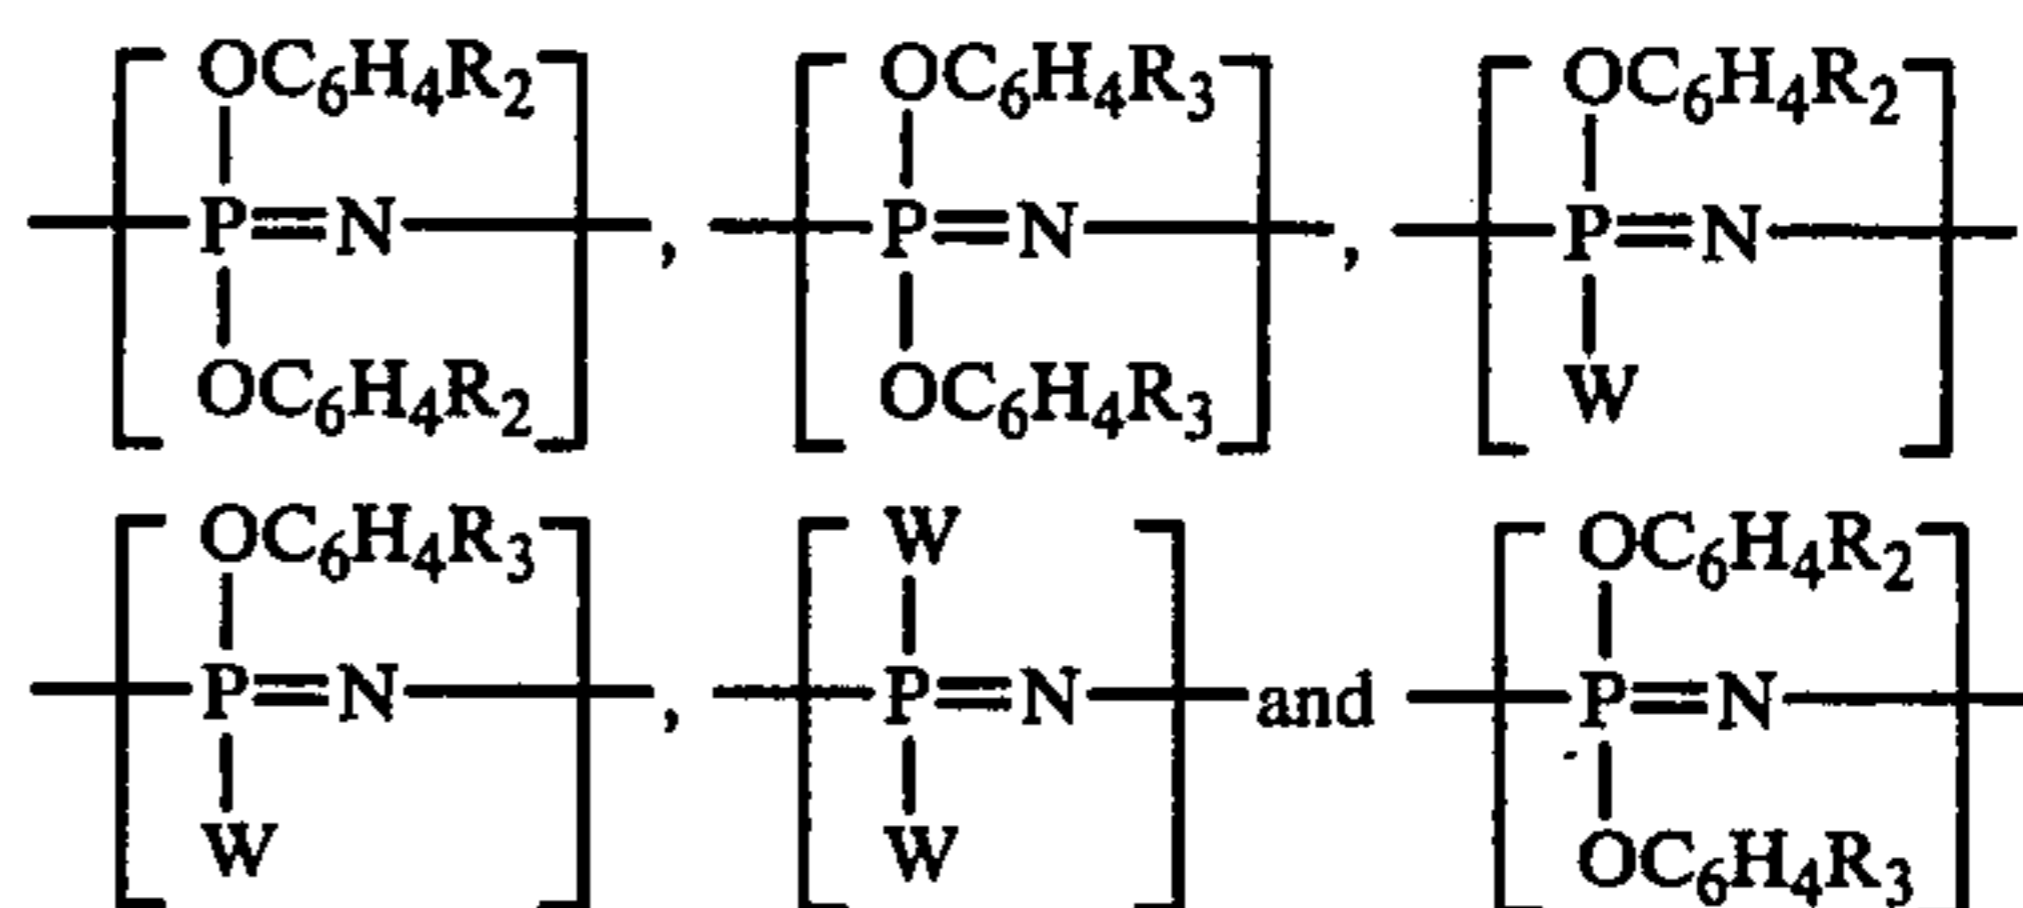 OC6H4R2 OC6H4R3 OC6H4R2
P=N , P=N , P=N
OC6H4R2 OC6H4R3 W
OC6H4R3 W OC6H4R2
P=N , P=N and P=N
W W OC6H4R3